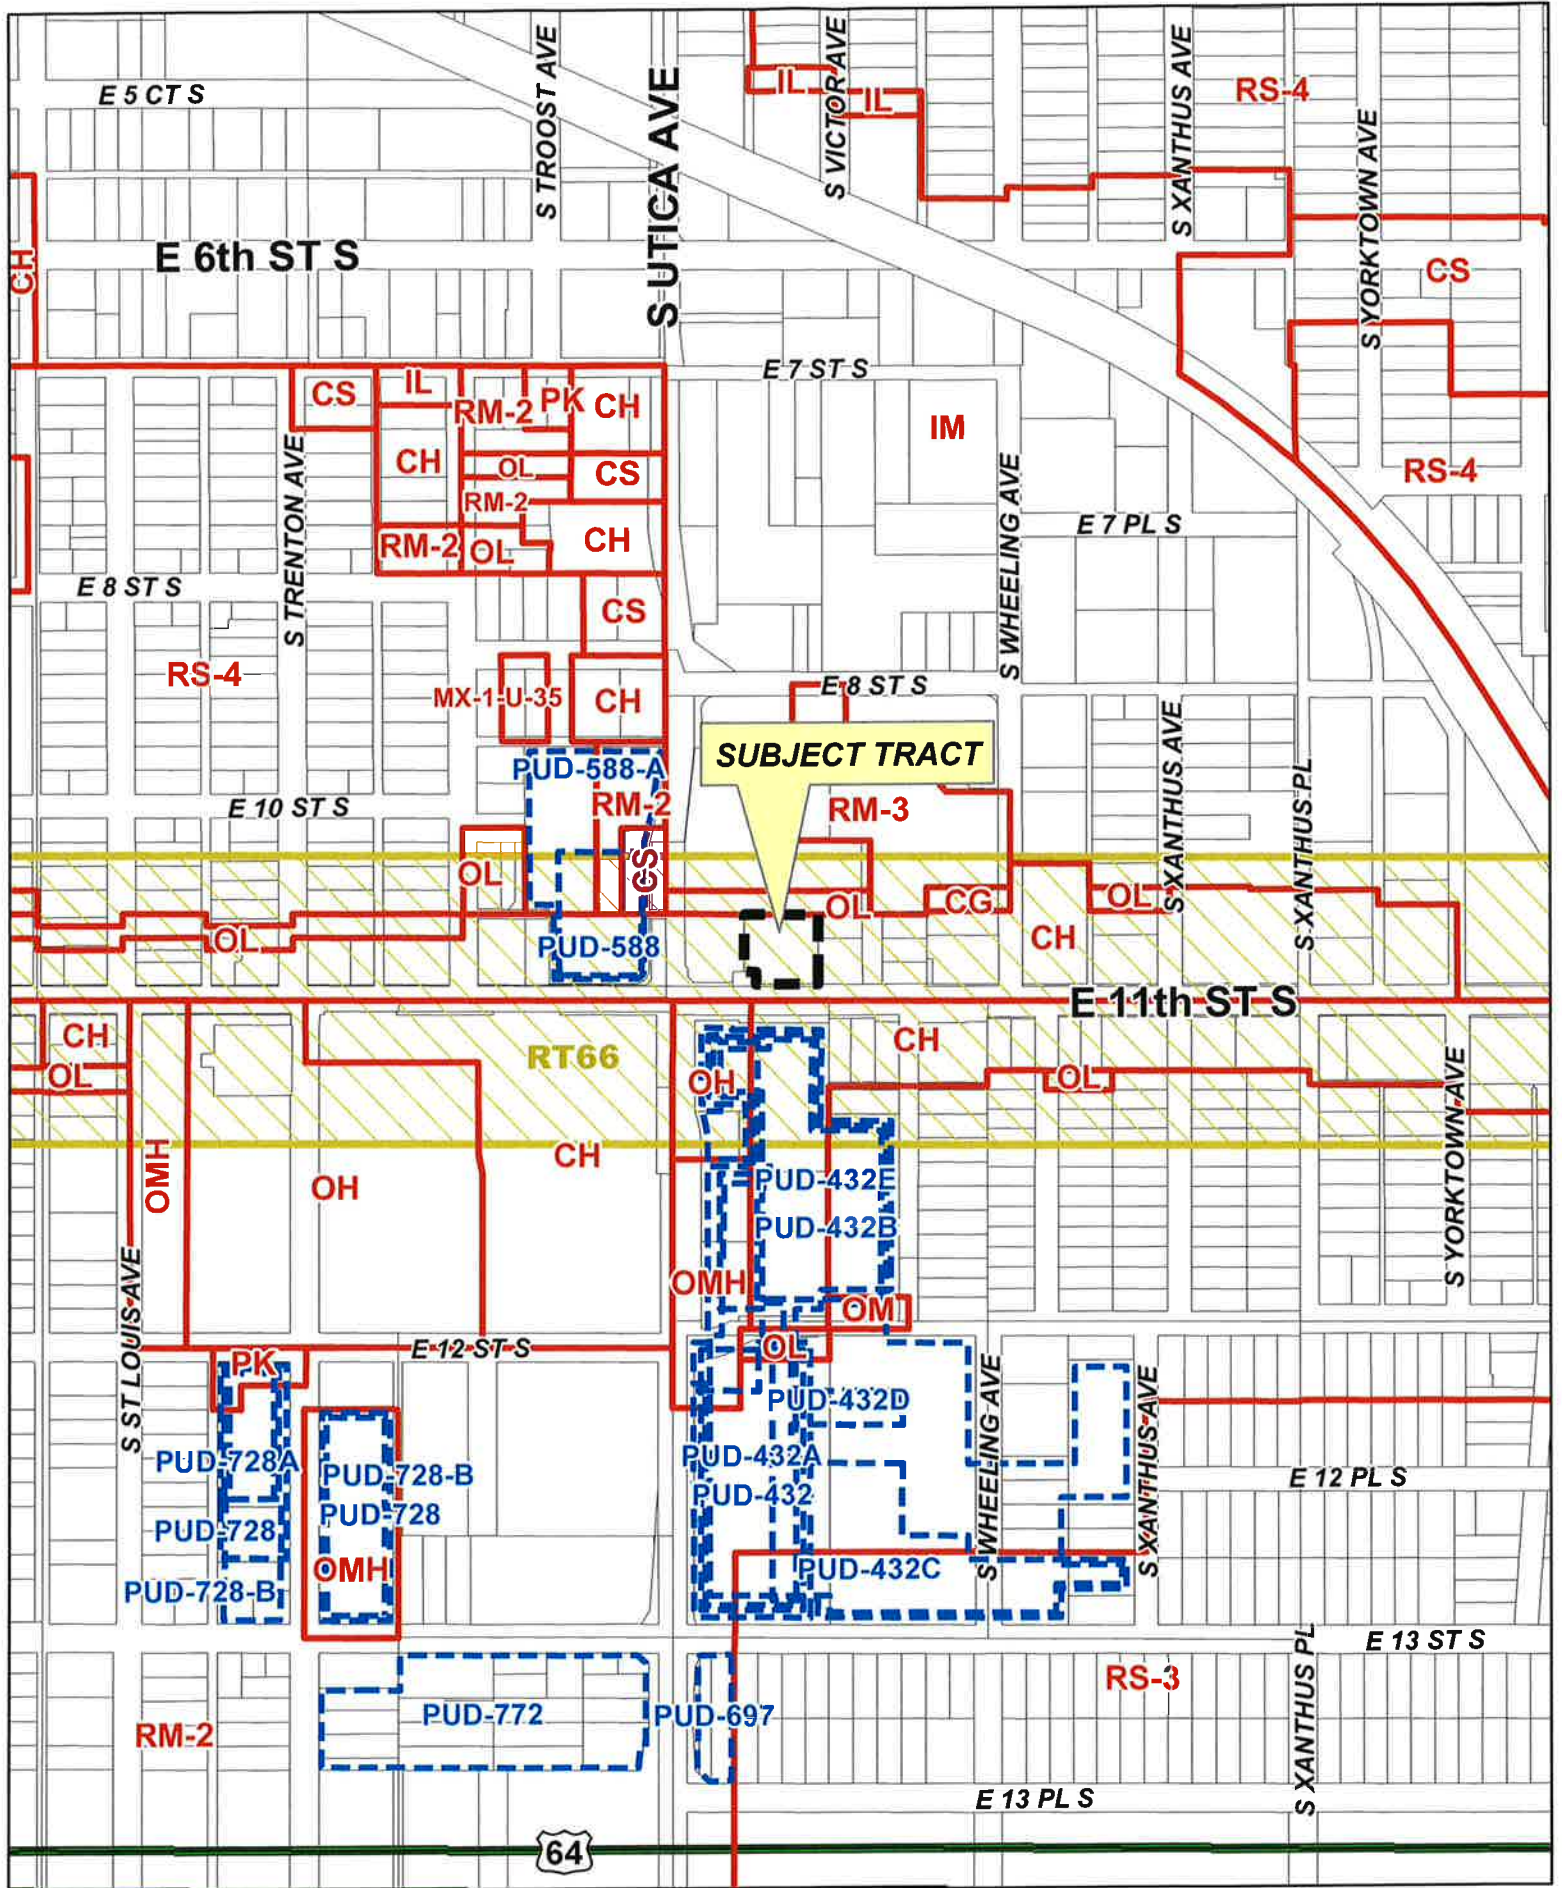 E 5 CT S
S TROOST AVE
S UTICA AVE
IL
IL
S VICTOR AVE
S XANTHUS AVE
RS-4
S YORKTOWN AVE
CH
E 6th ST S
CS
E 7 ST S
CS
IL
RM-2
PK
CH
IM
CH
OL
CS
RS-4
RM-2
S TRENTON AVE
RM-2
OL
CH
S WHEELING AVE
E 7 PL S
E 8 ST S
CS
RS-4
MX-1-U-35
CH
E 8 ST S
SUBJECT TRACT
S XANTHUS AVE
S XANTHUS PL
PUD-588-A
RM-2
RM-3
E 10 ST S
OL
CS
OL
CG
OL
OL
PUD-588
CH
E 11th ST S
CH
OL
RT66
OH
CH
OL
S YORKTOWN AVE
OMH
OH
CH
PUD-432E
PUD-432B
OMH
OM
S ST LOUIS AVE
E 12 ST S
OL
PK
PUD-432D
S WHEELING AVE
S XANTHUS AVE
PUD-728A
PUD-728-B
PUD-432A
E 12 PL S
PUD-728
PUD-728
PUD-432
OMH
PUD-432C
PUD-728-B
E 13 ST S
S XANTHUS PL
RS-3
RM-2
PUD-772
PUD-697
E 13 PL S
64